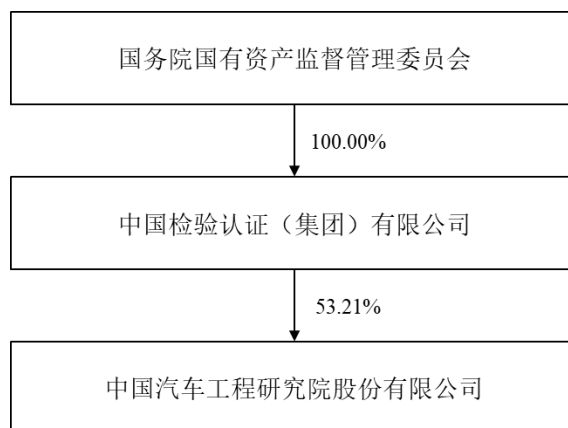 国务院国有资产监督管理委员会
100.00%
中国检验认证（集团）有限公司
53.21%
中国汽车工程研究院股份有限公司